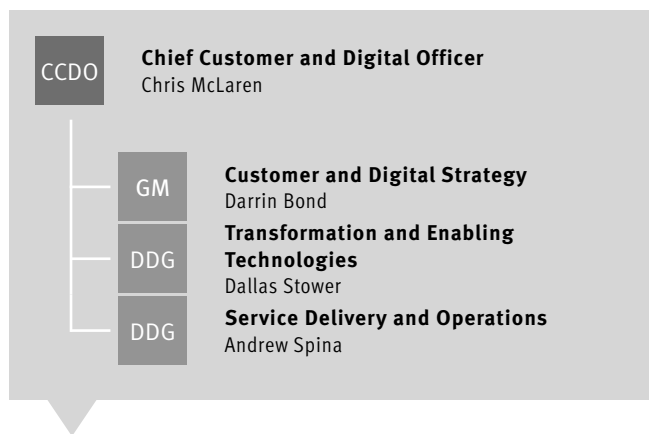 CCDO
Chief Customer and Digital Officer
Chris McLaren
GM
Customer and Digital Strategy
Darrin Bond
DDG
Transformation and Enabling
Technologies
Dallas Stower
DDG
Service Delivery and Operations
Andrew Spina